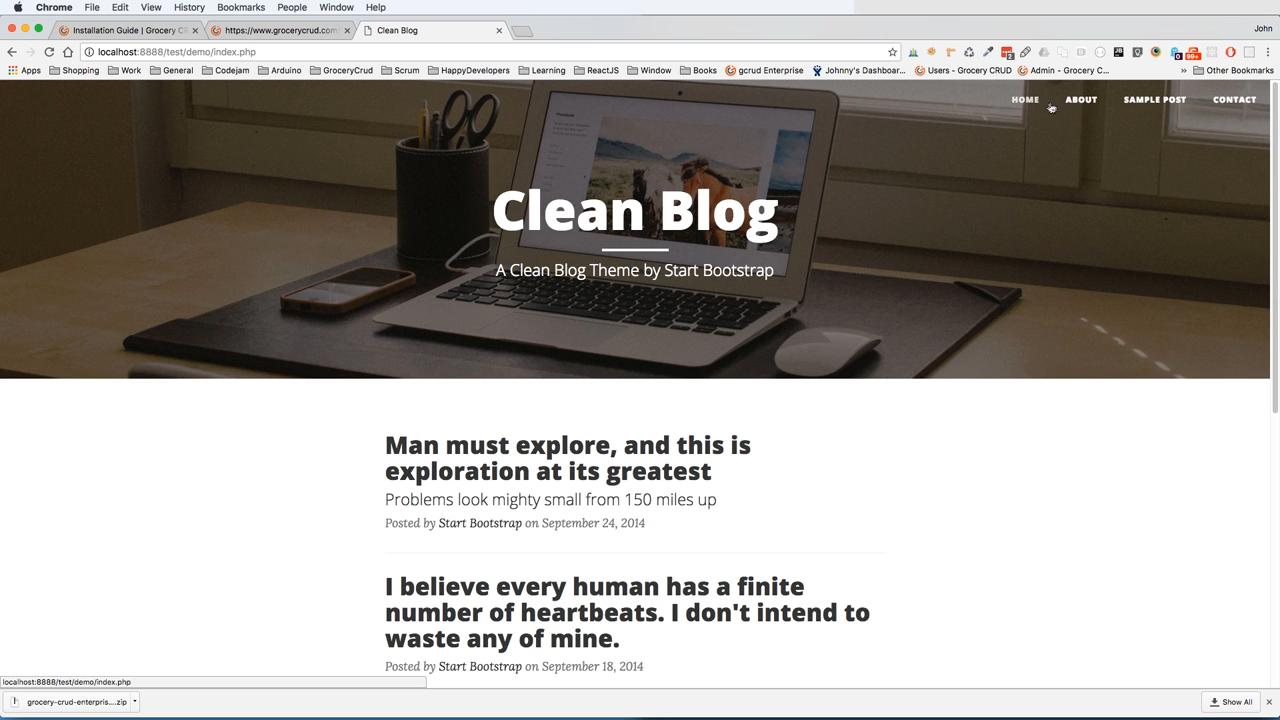 Chrome File Edit View History Bookmarks People Window Help
Installation Guide | Grocery C
https://www.grocerycrud.com
Clean Blog
John
localhost:8888/test/demo/index.php
Apps Shopping Work General Codejam Arduino GroceryCrud Scrum HappyDevelopers Learning ReactJS Window Books gcrud Enterprise Johnny's Dashboar... Users - Grocery CRUD Admin - Grocery C... » Other Bookmarks
HOME ABOUT SAMPLE POST CONTACT
Clean Blog
A Clean Blog Theme by Start Bootstrap
Man must explore, and this is
exploration at its greatest
Problems look mighty small from 150 miles up
Posted by Start Bootstrap on September 24, 2014
I believe every human has a finite
number of heartbeats. I don't intend to
waste any of mine.
Posted by Start Bootstrap on September 18, 2014
localhost:8888/test/demo/index.php
grocery-crud-enterpris....zip
Show All